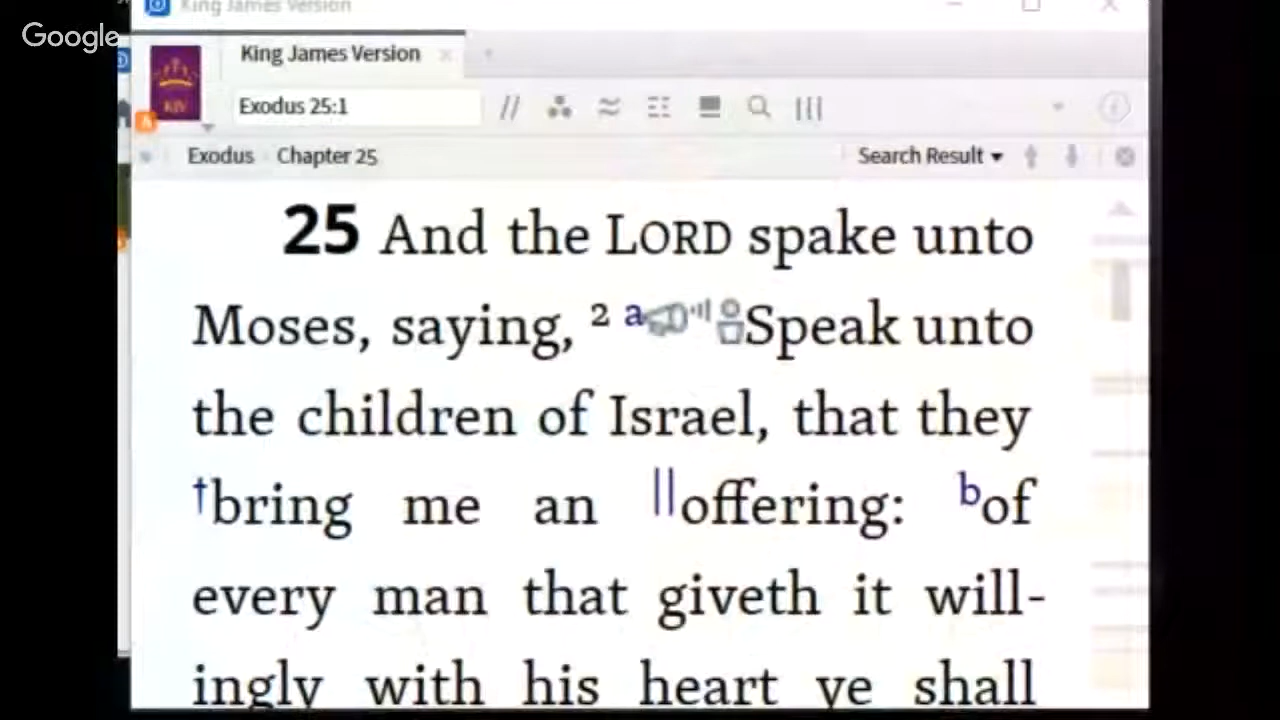 King James Version
Google
King James Version
KJV
Exodus 25:1
Exodus Chapter 25
Search Result
25 And the LORD spake unto
Moses, saying, 2 a Speak unto
the children of Israel, that they
†bring me an ||offering: b of
every man that giveth it will-
ingly with his heart ye shall